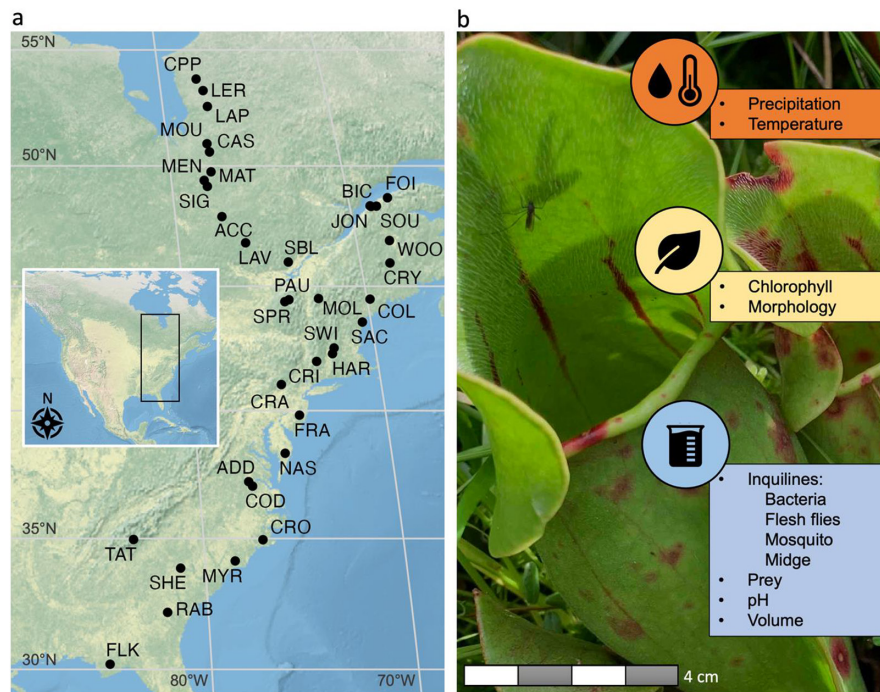 a
55°N
CPP
LER
LAP
MOU
CAS
50°N
MEN
MAT
SIG
FOI
BIC
JON
SOU
ACC
WOO
LAV
SBL
CRY
PAU
SPR
MOL
COL
SWI
SAC
HAR
CRI
CRA
N
FRA
NAS
ADD
COD
CRO
35°N
TAT
MYR
SHE
RAB
FLK
30°N
80°W
70°W
b
• Precipitation
• Temperature
• Chlorophyll
• Morphology
• Inquilines:
Bacteria
Flesh flies
Mosquito
Midge
• Prey
• pH
• Volume
4 cm